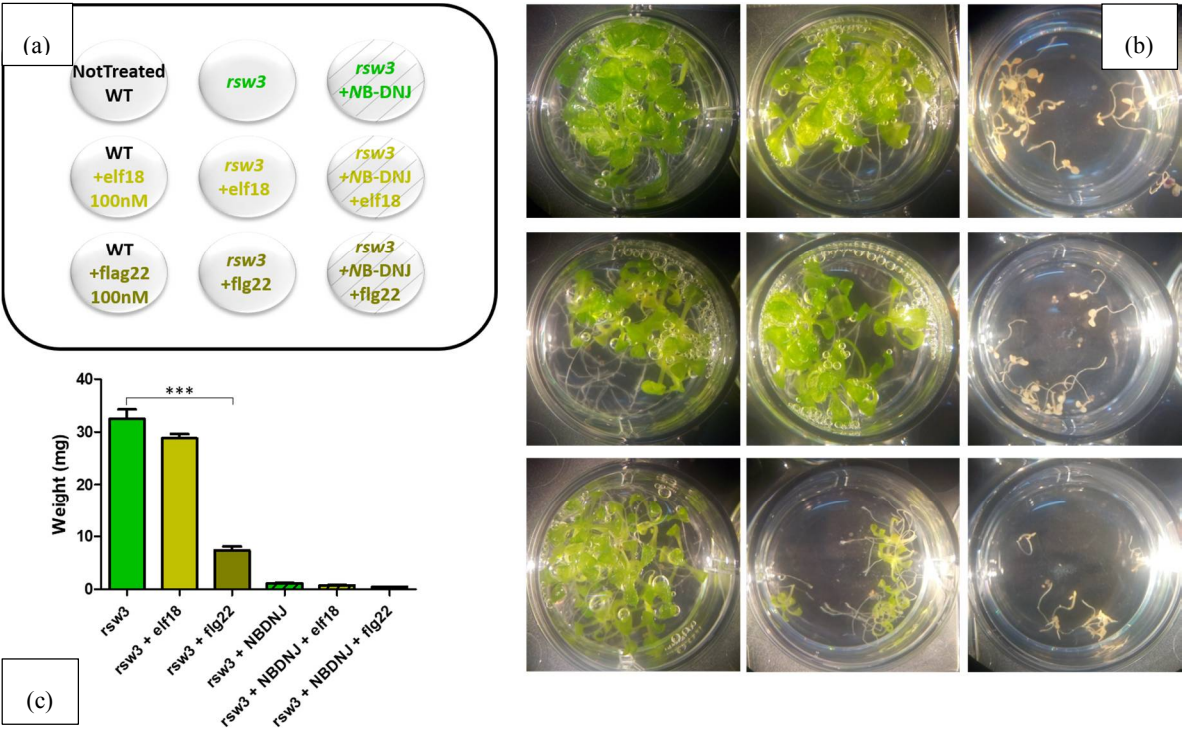 (a)
NotTreated
WT
rsw3
rsw3
+NB-DNJ
WT
+elf18
100nM
rsw3
+elf18
rsw3
+NB-DNJ
+elf18
WT
+flag22
100nM
rsw3
+flg22
rsw3
+NB-DNJ
+flg22
(b)
40
30
20
10
0
Weight (mg)
***
rsw3
rsw3 + elf18
rsw3 + flg22
rsw3 + NBDNJ
rsw3 + NBDNJ + elf18
rsw3 + NBDNJ + flg22
(c)